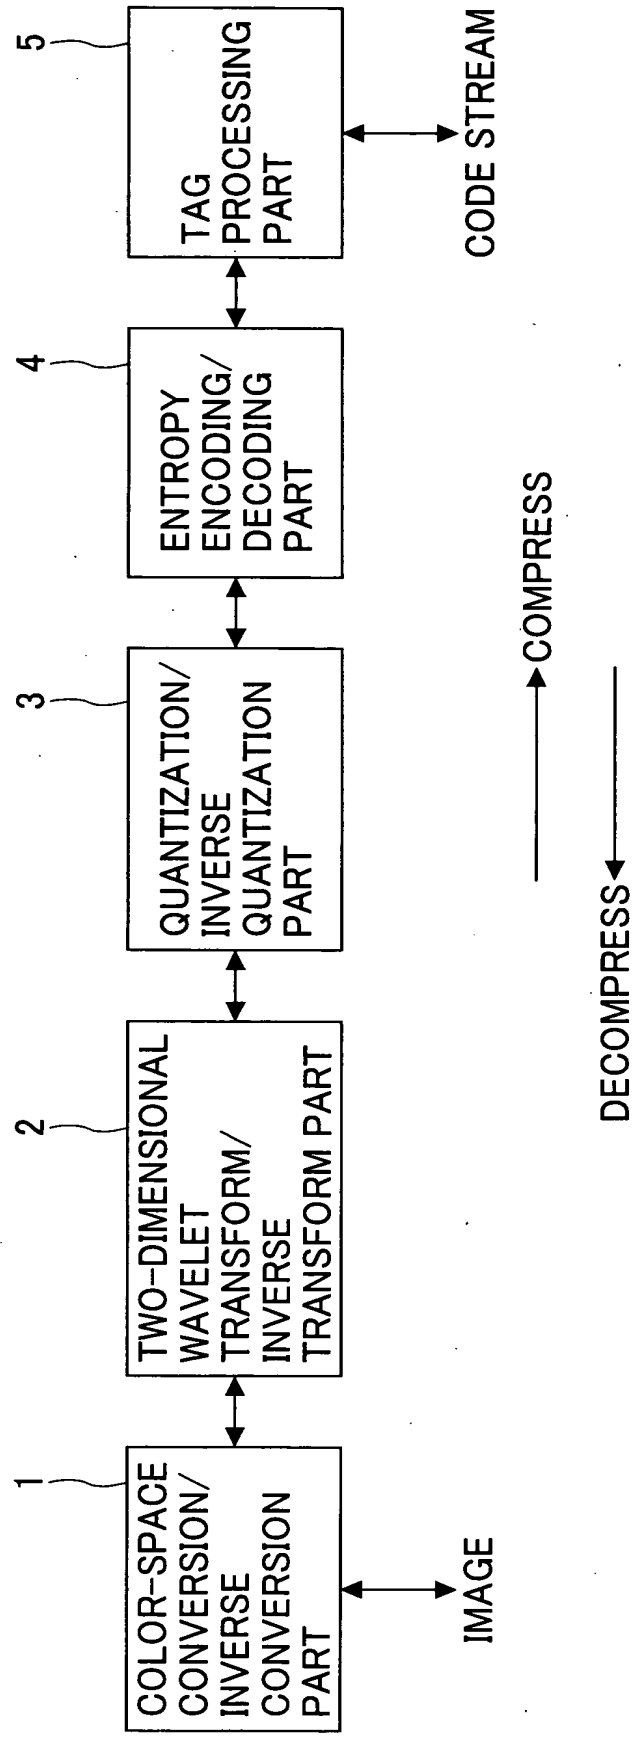 1
COLOR-SPACE
CONVERSION/
INVERSE
CONVERSION
PART
2
TWO-DIMENSIONAL
WAVELET
TRANSFORM/
INVERSE
TRANSFORM PART
3
QUANTIZATION/
INVERSE
QUANTIZATION
PART
4
ENTROPY
ENCODING/
DECODING
PART
5
TAG
PROCESSING
PART
IMAGE
CODE STREAM
COMPRESS
DECOMPRESS